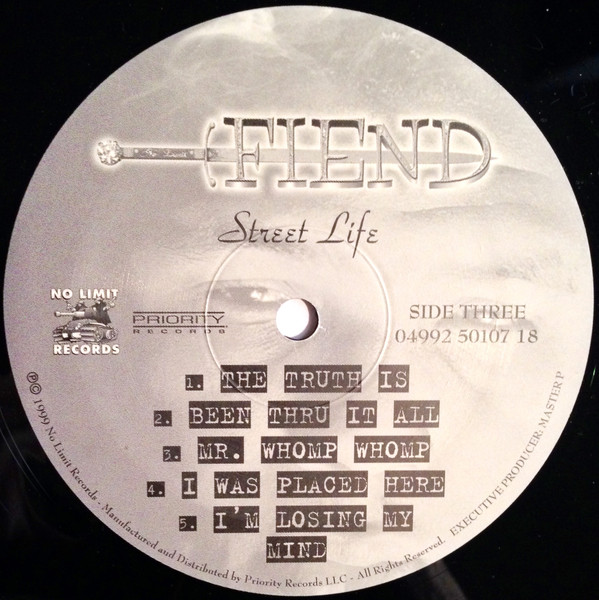 No Limit
FIEND
Street Life
NO LIMIT
RECORDS
PRIORITY
RECORDS
SIDE THREE
04992 50107 18
1. THE TRUTH IS
2. BEEN THRU IT ALL
3. MR. WHOMP WHOMP
4. I WAS PLACED HERE
5. I'M LOSING MY
MIND
℗© 1999 No Limit Records - Manufactured and Distributed by Priority Records LLC - All Rights Reserved. EXECUTIVE PRODUCER: MASTER P